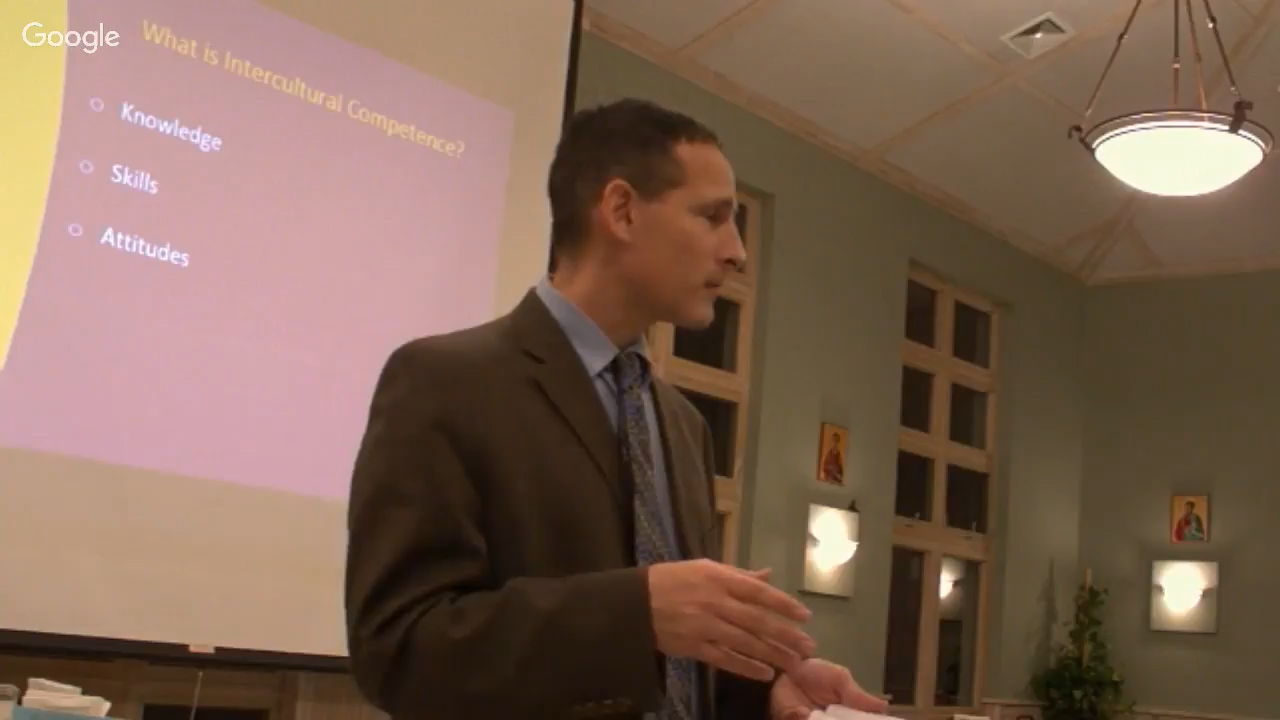 Google
What is Intercultural Competence?
Knowledge
Skills
Attitudes